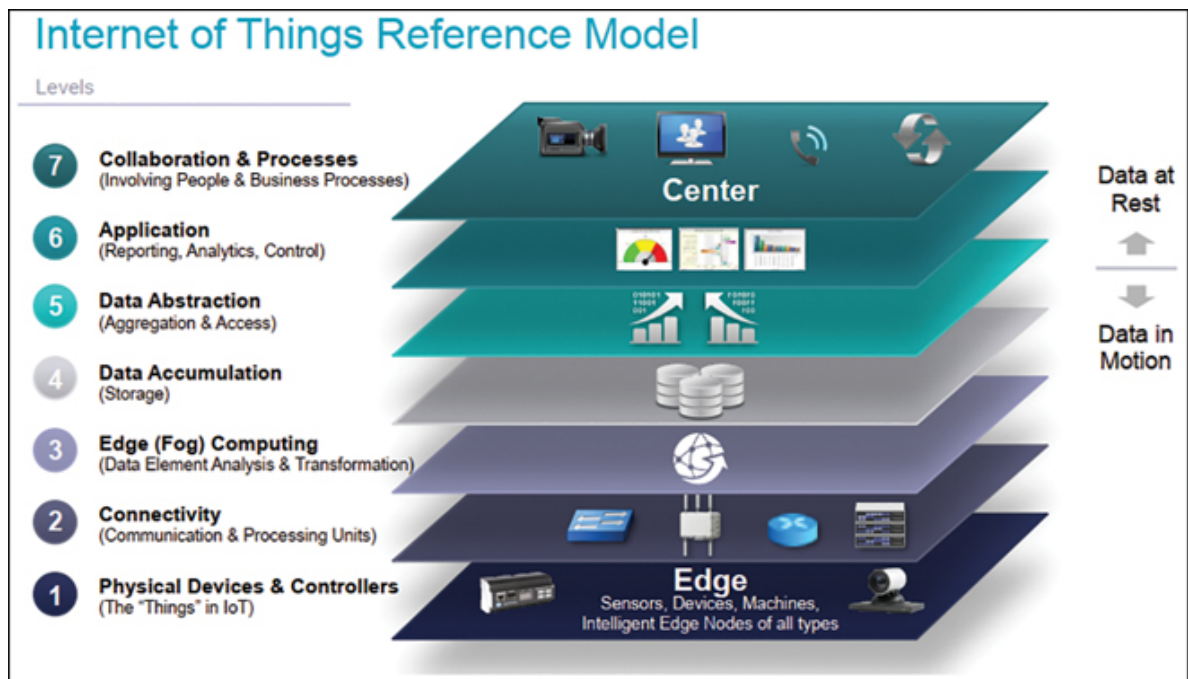 Internet of Things Reference Model
Levels
7
Collaboration & Processes
(Involving People & Business Processes)
6
Application
(Reporting, Analytics, Control)
5
Data Abstraction
(Aggregation & Access)
4
Data Accumulation
(Storage)
3
Edge (Fog) Computing
(Data Element Analysis & Transformation)
2
Connectivity
(Communication & Processing Units)
1
Physical Devices & Controllers
(The “Things” in IoT)
Center
010101
11001
001
Edge
Sensors, Devices, Machines,
Intelligent Edge Nodes of all types
Data at
Rest
Data in
Motion